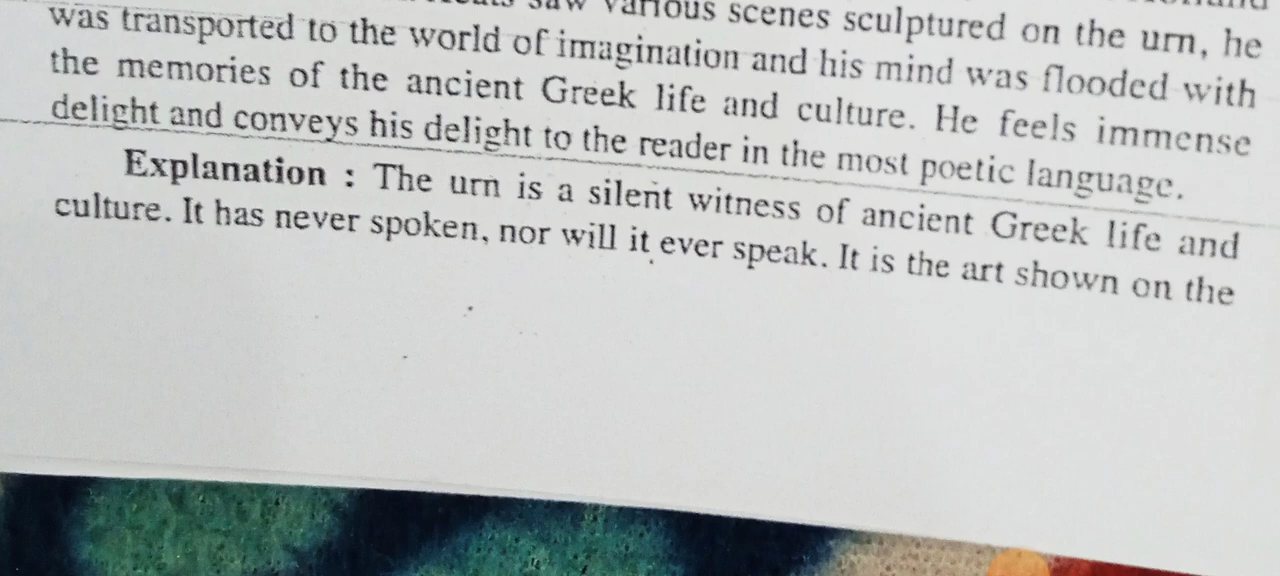 saw various scenes sculptured on the urn, he
was transported to the world of imagination and his mind was flooded with
the memories of the ancient Greek life and culture. He feels immense
delight and conveys his delight to the reader in the most poetic language.
Explanation : The urn is a silent witness of ancient Greek life and
culture. It has never spoken, nor will it ever speak. It is the art shown on the